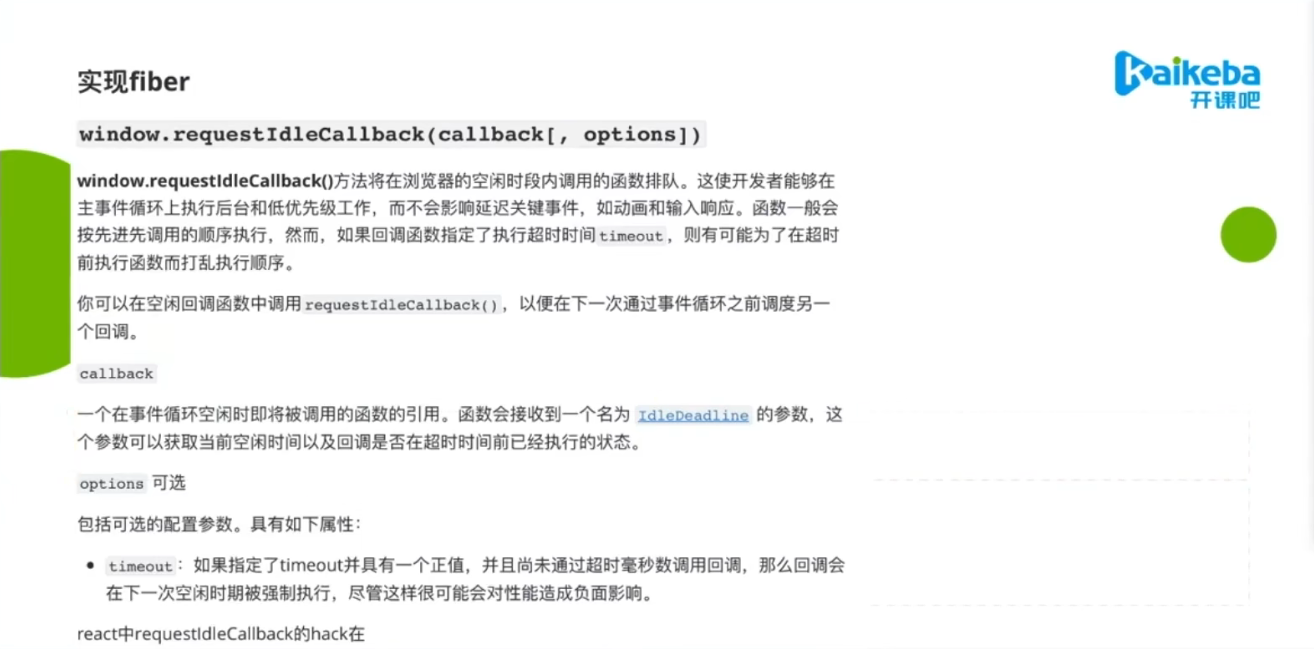 实现fiber
kaikeba
开课吧
window.requestIdleCallback(callback[, options])
window.requestIdleCallback()方法将在浏览器的空闲时段内调用的函数排队。这使开发者能够在
主事件循环上执行后台和低优先级工作，而不会影响延迟关键事件，如动画和输入响应。函数一般会
按先进先调用的顺序执行，然而，如果回调函数指定了执行超时时间timeout，则有可能为了在超时
前执行函数而打乱执行顺序。
你可以在空闲回调函数中调用requestIdleCallback()，以便在下一次通过事件循环之前调度另一
个回调。
callback
一个在事件循环空闲时即将被调用的函数的引用。函数会接收到一个名为 IdleDeadline 的参数，这
个参数可以获取当前空闲时间以及回调是否在超时时间前已经执行的状态。
options 可选
包括可选的配置参数。具有如下属性：
• timeout：如果指定了timeout并具有一个正值，并且尚未通过超时毫秒数调用回调，那么回调会
在下一次空闲时期被强制执行，尽管这样很可能会对性能造成负面影响。
react中requestIdleCallback的hack在